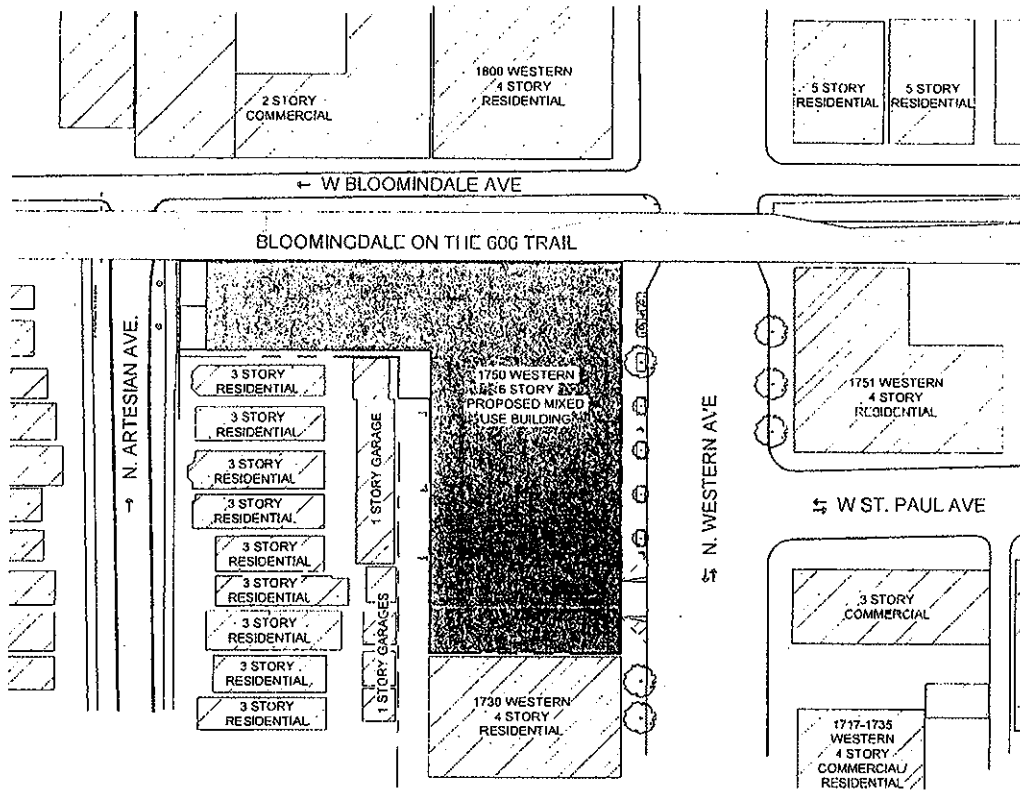 1800 WESTERN
4 STORY
RESIDENTIAL
2 STORY
COMMERCIAL
5 STORY
RESIDENTIAL
5 STORY
RESIDENTIAL
← W BLOOMINDALE AVE
BLOOMINGDALE ON THE 606 TRAIL
→ N. ARTESIAN AVE.
3 STORY
RESIDENTIAL
3 STORY
RESIDENTIAL
3 STORY
RESIDENTIAL
3 STORY
RESIDENTIAL
3 STORY
RESIDENTIAL
3 STORY
RESIDENTIAL
3 STORY
RESIDENTIAL
3 STORY
RESIDENTIAL
3 STORY
RESIDENTIAL
1 STORY GARAGE
1 STORY GARAGES
1750 WESTERN
6 STORY
PROPOSED MIXED
USE BUILDING
1730 WESTERN
4 STORY
RESIDENTIAL
N. WESTERN AVE
1751 WESTERN
4 STORY
RESIDENTIAL
W ST. PAUL AVE
3 STORY
COMMERCIAL
1717-1735
WESTERN
4 STORY
COMMERCIAL/
RESIDENTIAL